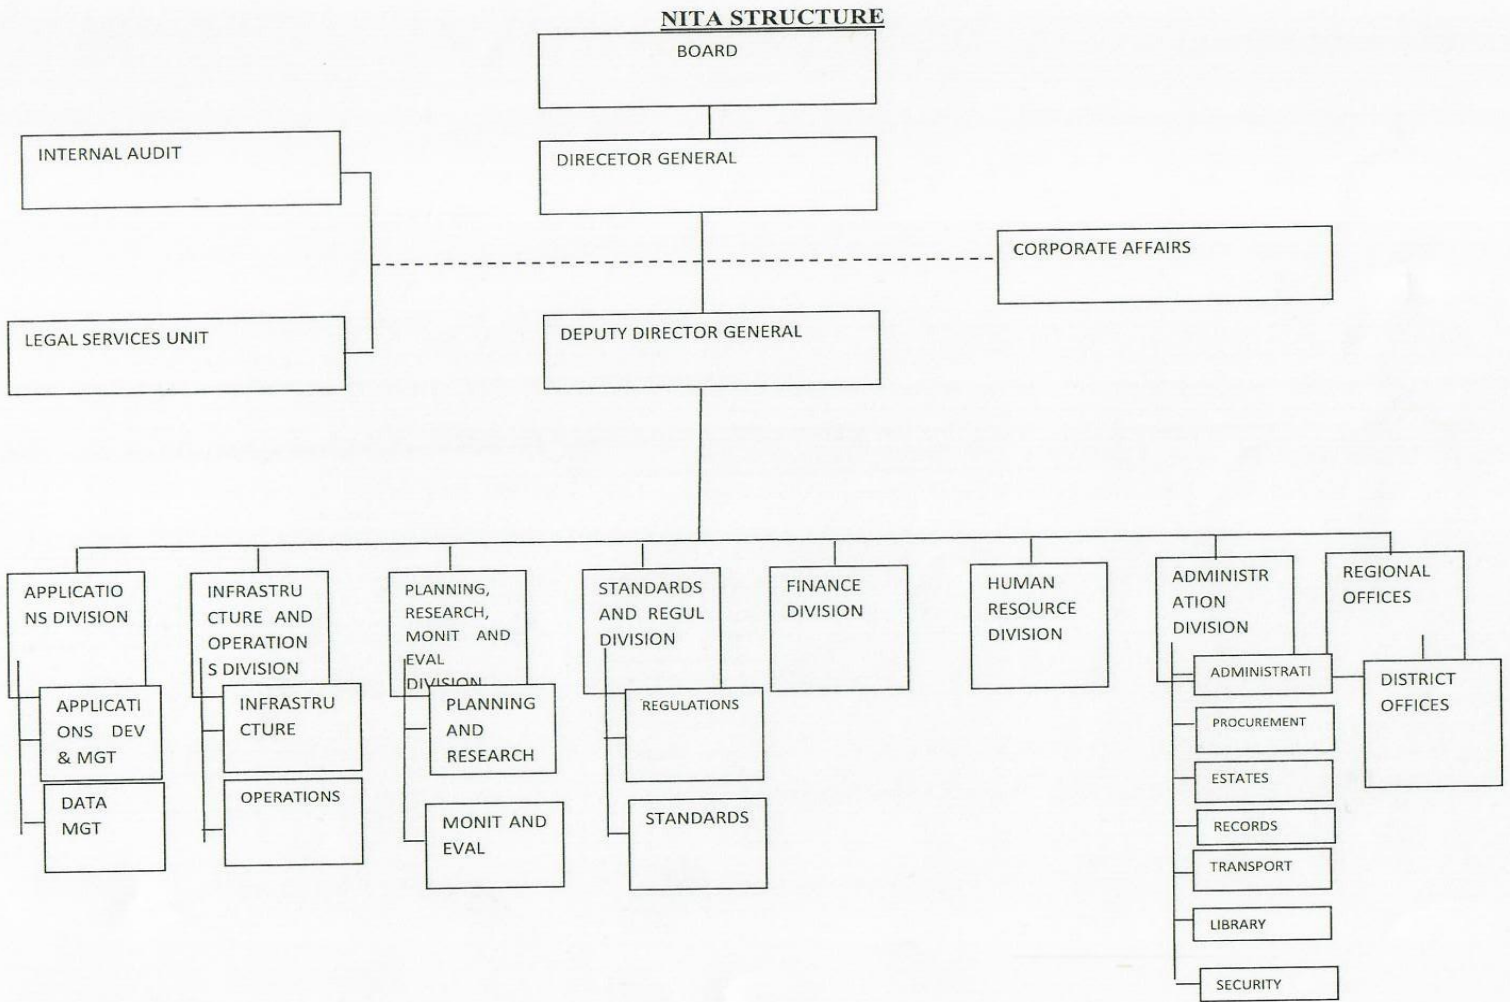 NITA STRUCTURE
BOARD
INTERNAL AUDIT
DIRECETOR GENERAL
CORPORATE AFFAIRS
LEGAL SERVICES UNIT
DEPUTY DIRECTOR GENERAL
APPLICATIO
NS DIVISION
INFRASTRU
CTURE AND
OPERATION
S DIVISION
PLANNING,
RESEARCH,
MONIT AND
EVAL
DIVISION
STANDARDS
AND REGUL
DIVISION
FINANCE
DIVISION
HUMAN
RESOURCE
DIVISION
ADMINISTR
ATION
DIVISION
REGIONAL
OFFICES
APPLICATI
ONS DEV
& MGT
DATA
MGT
INFRASTRU
CTURE
OPERATIONS
PLANNING
AND
RESEARCH
MONIT AND
EVAL
REGULATIONS
STANDARDS
ADMINISTRATI
PROCUREMENT
ESTATES
RECORDS
TRANSPORT
LIBRARY
SECURITY
DISTRICT
OFFICES